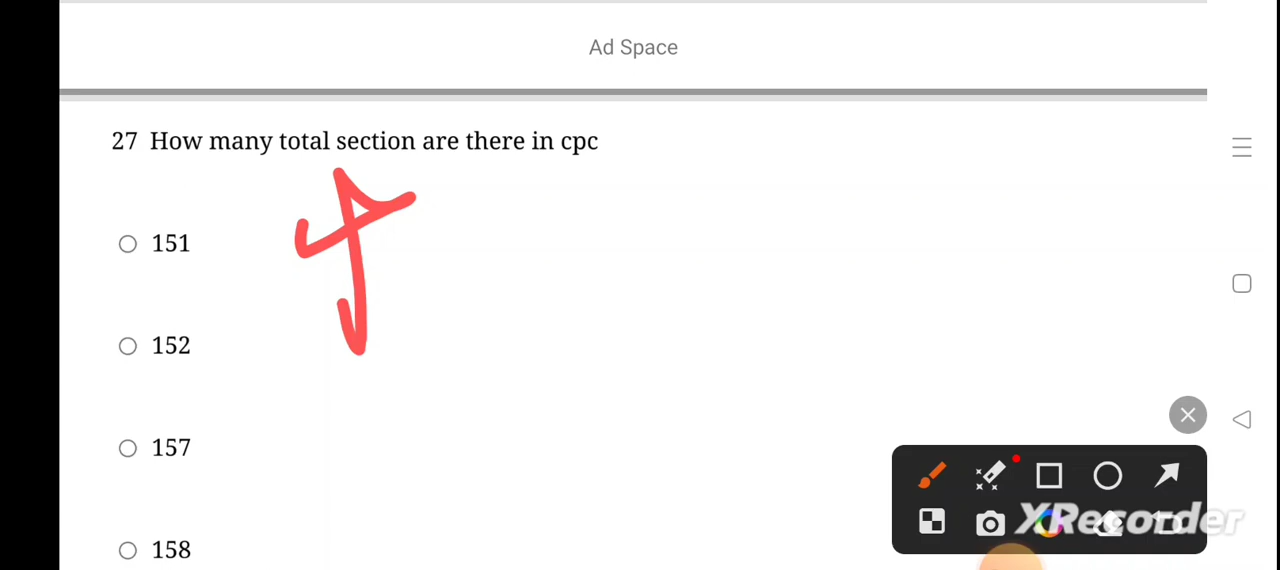 Ad Space
27 How many total section are there in cpc
151
152
157
158
XRecorder